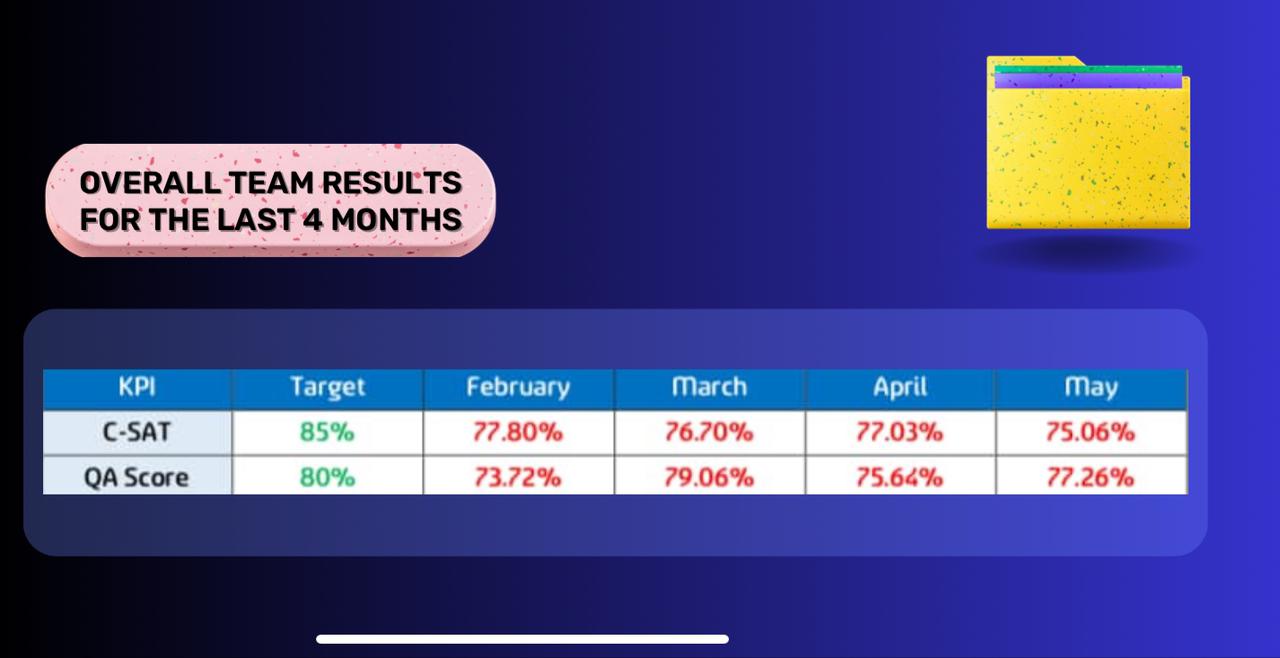 OVERALL TEAM RESULTS
FOR THE LAST 4 MONTHS
KPI Target February March April May
C-SAT 85% 77.80% 76.70% 77.03% 75.06%
QA Score 80% 73.72% 79.06% 75.64% 77.26%